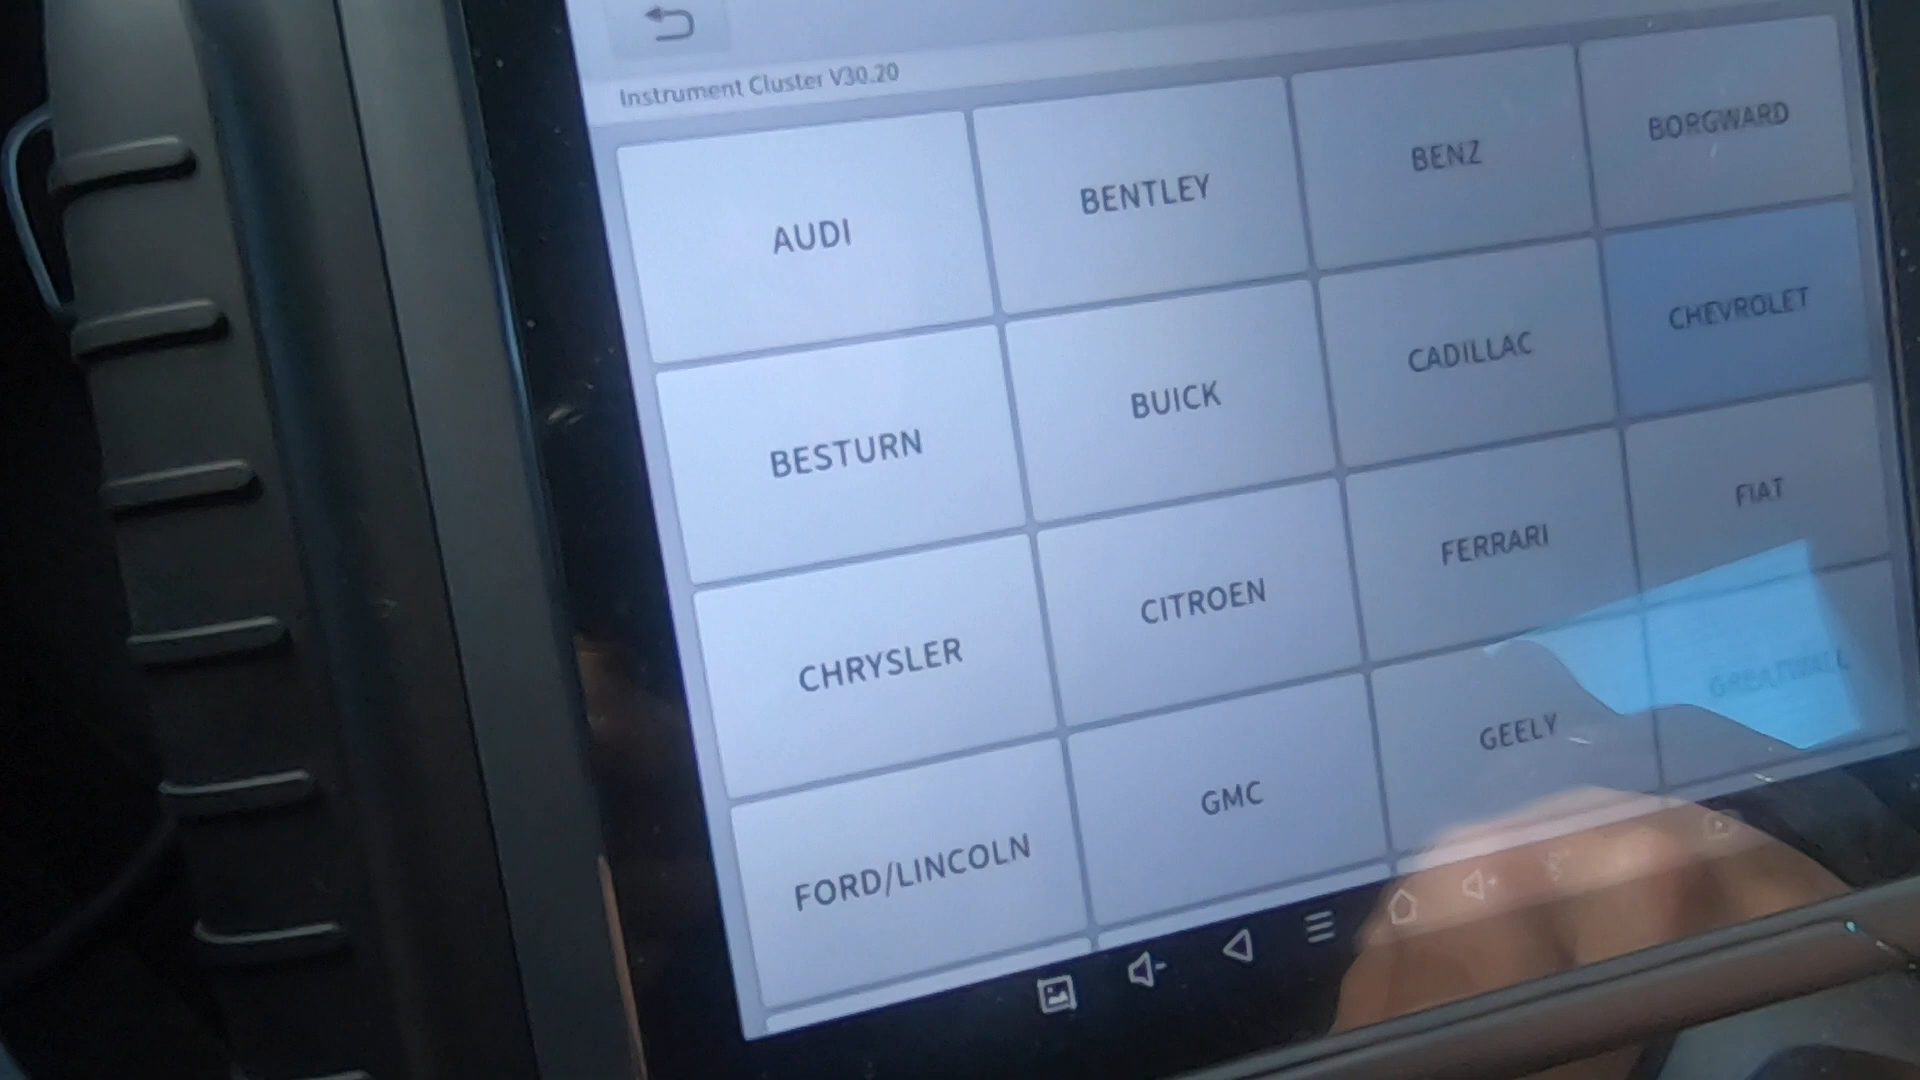 Instrument Cluster V30.20
AUDI
BENTLEY
BENZ
BORGWARD
BESTURN
BUICK
CADILLAC
CHEVROLET
CHRYSLER
CITROEN
FERRARI
FIAT
FORD/LINCOLN
GMC
GEELY
GREATWALL